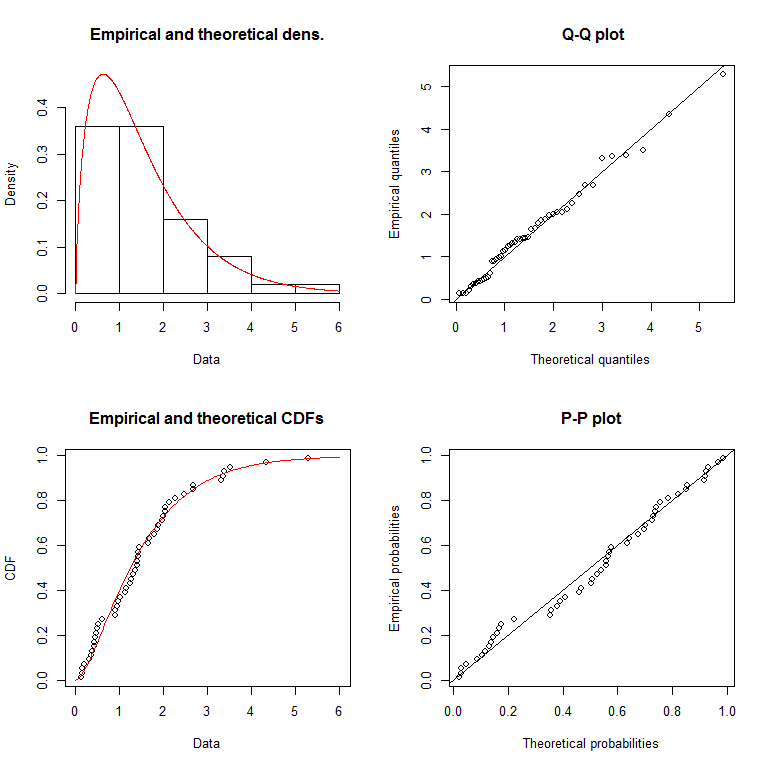 Empirical and theoretical dens.
Density
0.0 0.1 0.2 0.3 0.4
0 1 2 3 4 5 6
Data
Q-Q plot
Empirical quantiles
0 1 2 3 4 5
0 1 2 3 4 5
Theoretical quantiles
Empirical and theoretical CDFs
CDF
0.0 0.2 0.4 0.6 0.8 1.0
0 1 2 3 4 5 6
Data
P-P plot
Empirical probabilities
0.0 0.2 0.4 0.6 0.8 1.0
0.0 0.2 0.4 0.6 0.8 1.0
Theoretical probabilities